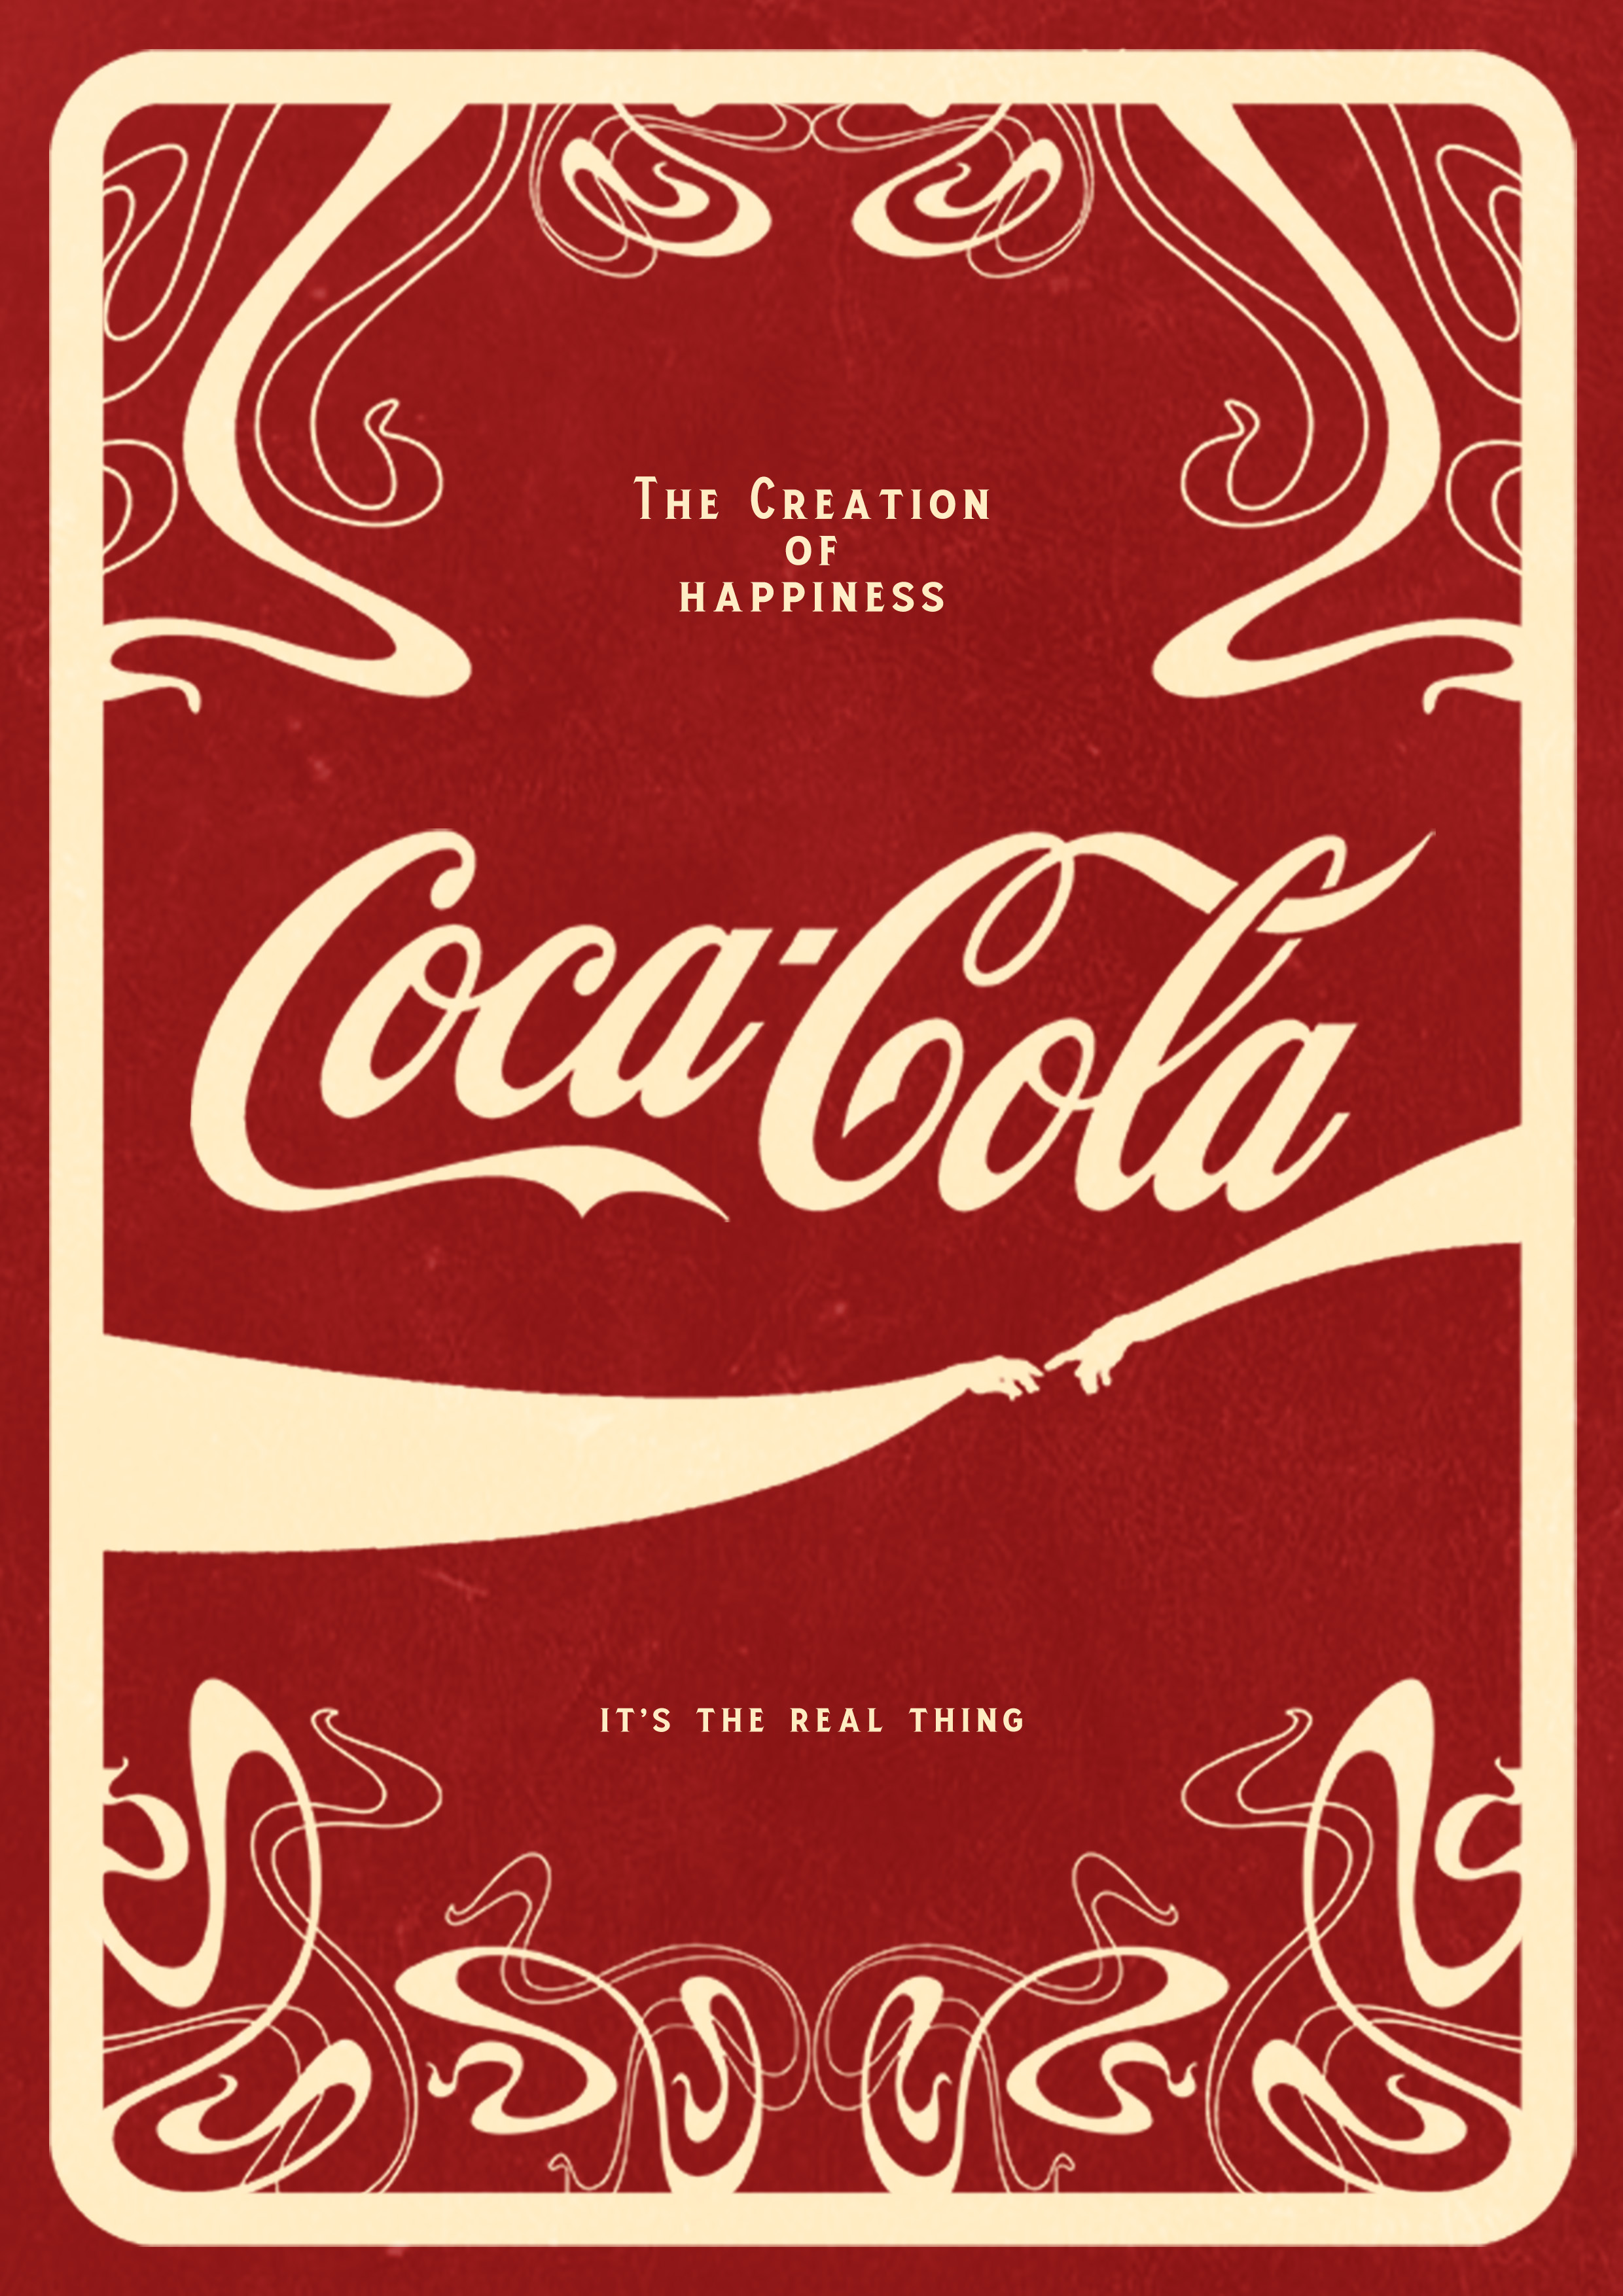 The Creation
of
happiness
Coca-Cola
it's the real thing